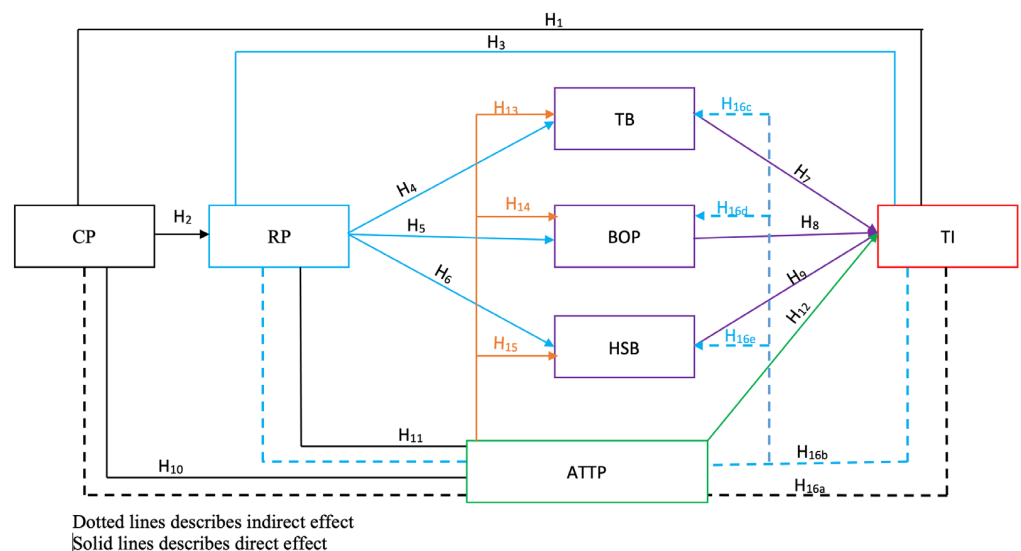 H1
H3
H13
H16c
TB
H4
H7
H2
H14
H16d
CP
RP
H5
BOP
H8
TI
H6
H9
H12
H15
HSB
H16e
H11
H10
ATTP
H16b
H16a
Dotted lines describes indirect effect
Solid lines describes direct effect